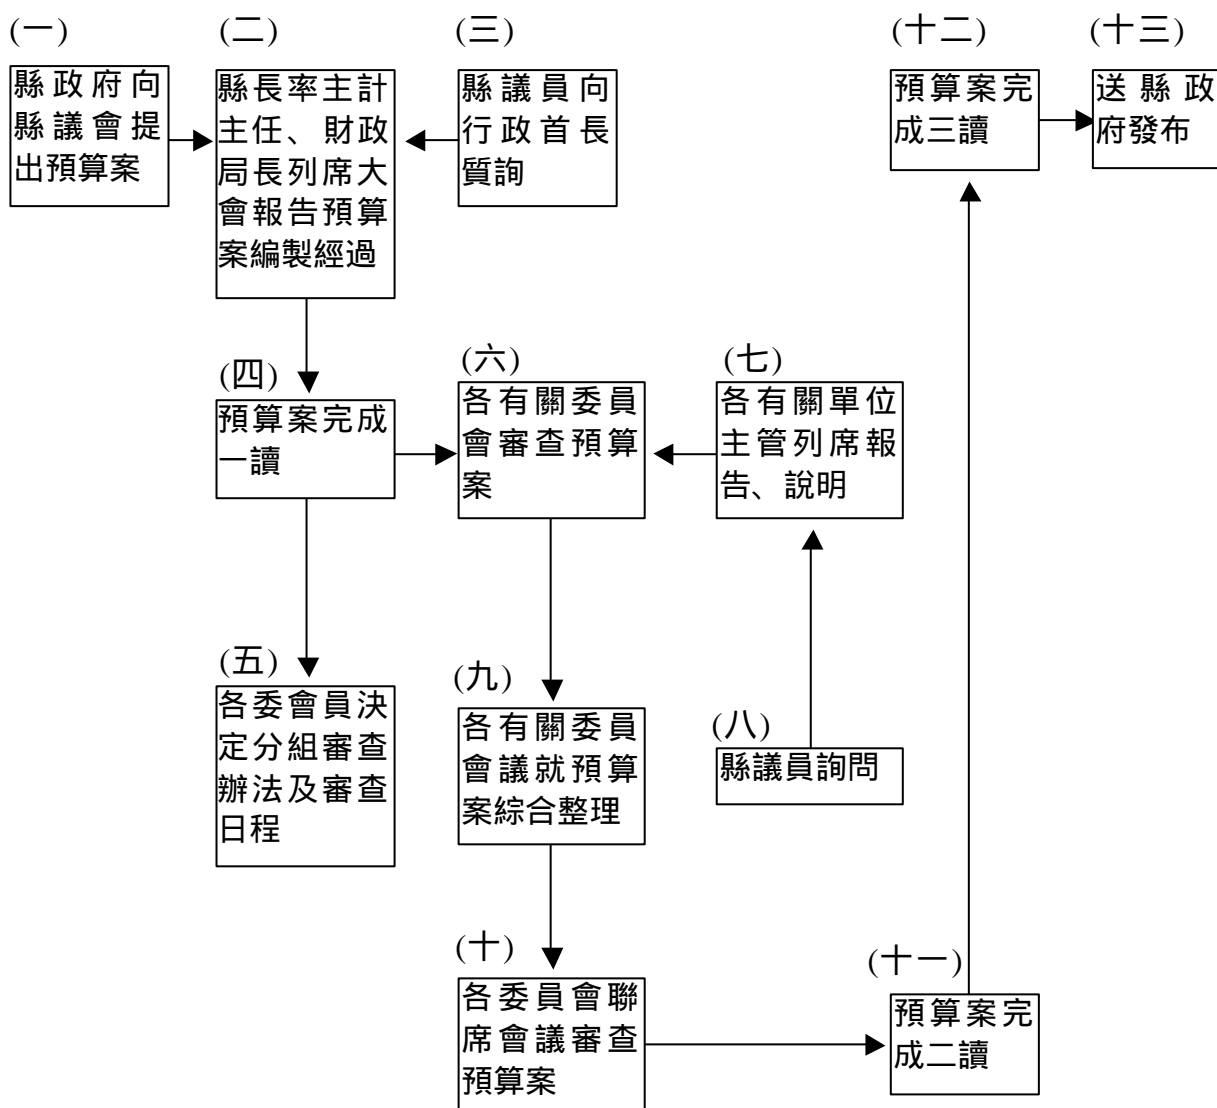 (一)
縣政府向
縣議會提
出預算案
(二)
縣長率主計
主任、財政
局長列席大
會報告預算
案編製經過
(三)
縣議員向
行政首長
質詢
(四)
預算案完成
一讀
(五)
各委會員決
定分組審查
辦法及審查
日程
(六)
各有關委員
會審查預算
案
(七)
各有關單位
主管列席報
告、說明
(八)
縣議員詢問
(九)
各有關委員
會議就預算
案綜合整理
(十)
各委員會聯
席會議審查
預算案
(十一)
預算案完
成二讀
(十二)
預算案完
成三讀
(十三)
送縣政
府發布